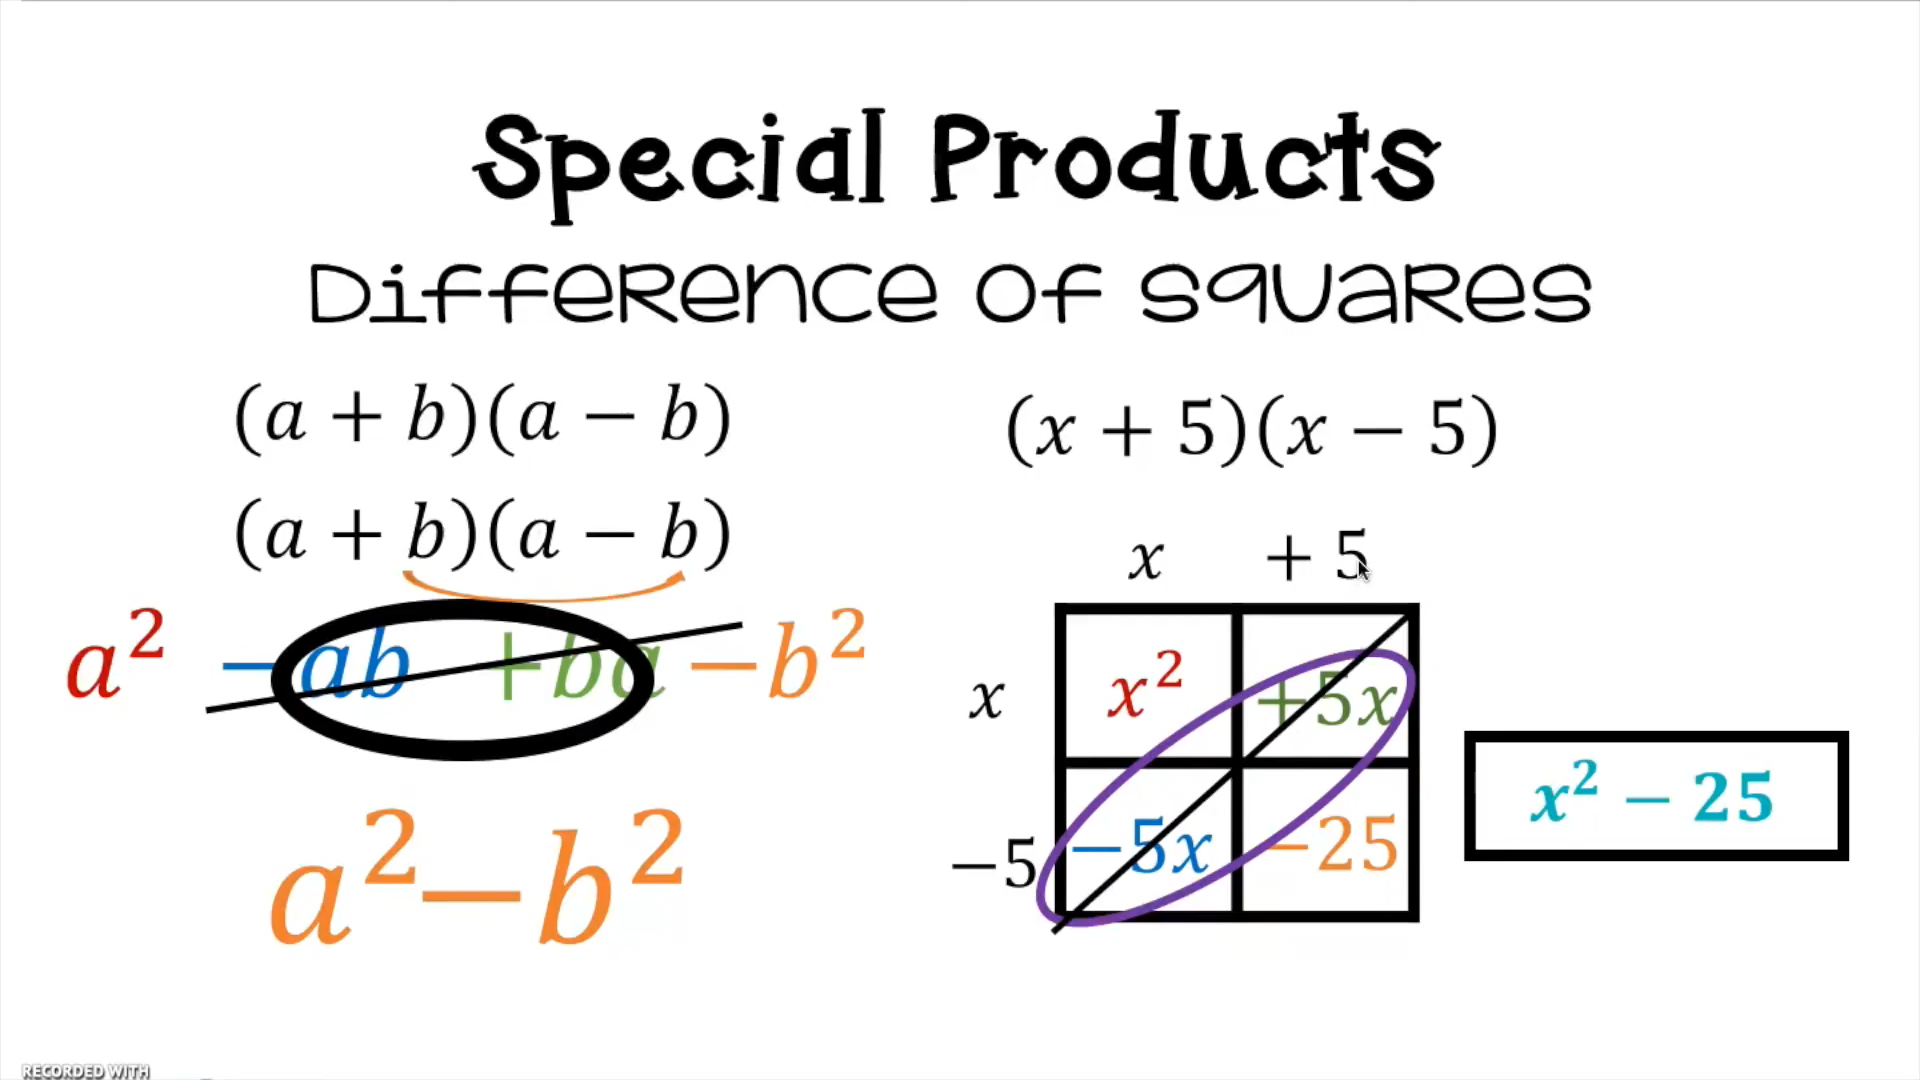 Special Products
Difference of Squares
(a + b)(a − b)
(a + b)(a − b)
a² −ab +ba −b²
a²−b²
(x + 5)(x − 5)
x + 5
x x² +5x
−5 −5x −25
x² − 25
RECORDED WITH